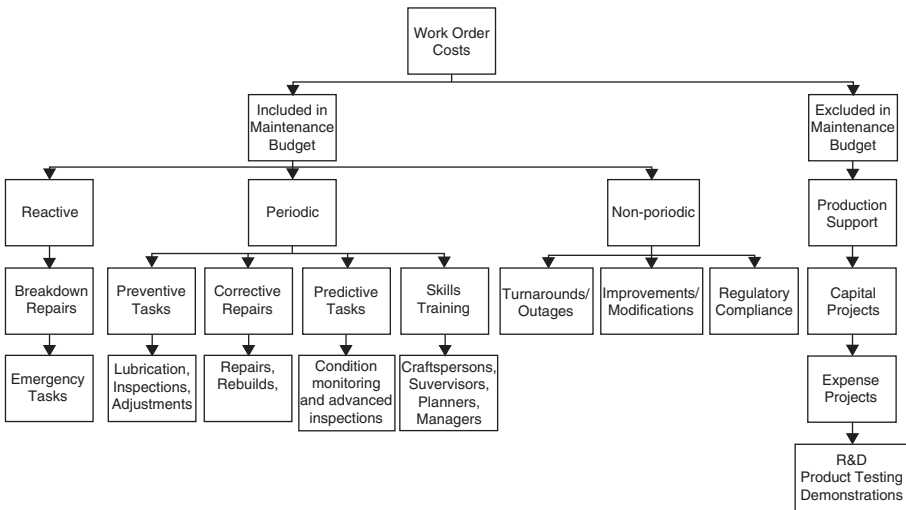 Work Order
Costs
Included in
Maintenance
Budget
Excluded in
Maintenance
Budget
Reactive
Periodic
Non-poriodic
Production
Support
Breakdown
Repairs
Preventive
Tasks
Corrective
Repairs
Predictive
Tasks
Skills
Training
Turnarounds/
Outages
Improvements/
Modifications
Regulatory
Compliance
Capital
Projects
Emergency
Tasks
Lubrication,
Inspections,
Adjustments
Repairs,
Rebuilds,
Condition
monitoring
and advanced
inspections
Craftspersons,
Suvervisors,
Planners,
Managers
Expense
Projects
R&D
Product Testing
Demonstrations